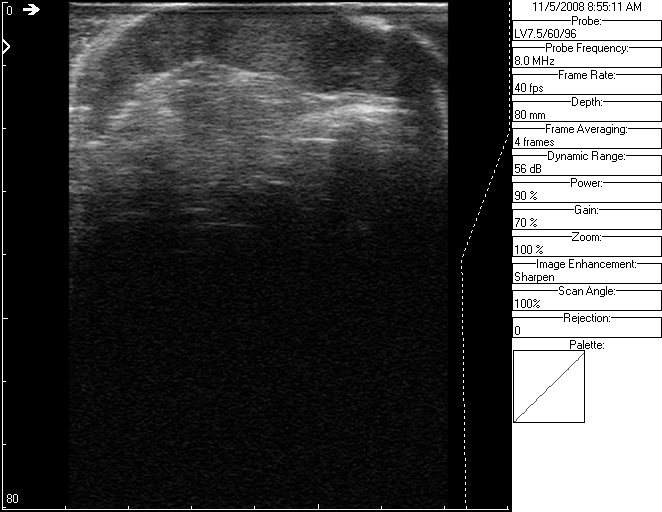 0
80
11/5/2008 8:55:11 AM
Probe:
LV7.5/60/96
Probe Frequency:
8.0 MHz
Frame Rate:
40 fps
Depth:
80 mm
Frame Averaging:
4 frames
Dynamic Range:
56 dB
Power:
90 %
Gain:
70 %
Zoom:
100 %
Image Enhancement:
Sharpen
Scan Angle:
100%
Rejection:
0
Palette: